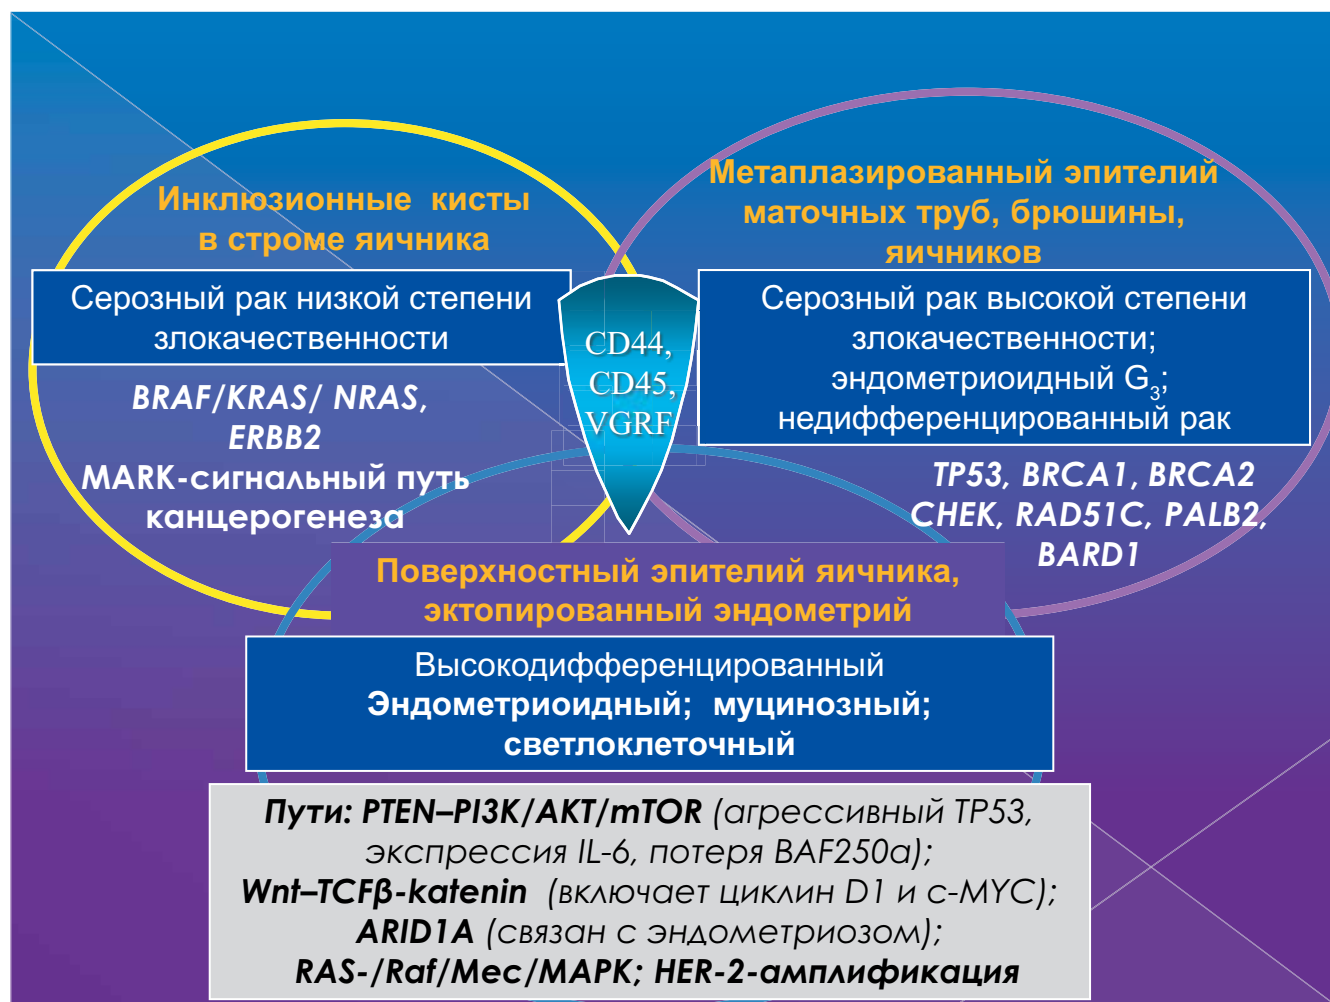 Инклюзионные кисты
в строме яичника
Серозный рак низкой степени
злокачественности
BRAF/KRAS/ NRAS,
ERBB2
MARK-сигнальный путь
канцерогенеза
Метаплазированный эпителий
маточных труб, брюшины,
яичников
Серозный рак высокой степени
злокачественности;
эндометриоидный G3;
недифференцированный рак
TP53, BRCA1, BRCA2
CHEK, RAD51C, PALB2,
BARD1
CD44,
CD45,
VGRF
Поверхностный эпителий яичника,
эктопированный эндометрий
Высокодифференцированный
Эндометриоидный; муцинозный;
светлоклеточный
Пути: PTEN–PI3K/AKT/mTOR (агрессивный TP53,
экспрессия IL-6, потеря BAF250a);
Wnt–TCFβ-katenin (включает циклин D1 и c-MYC);
ARID1A (связан с эндометриозом);
RAS-/Raf/Mec/MAPK; HER-2-амплификация